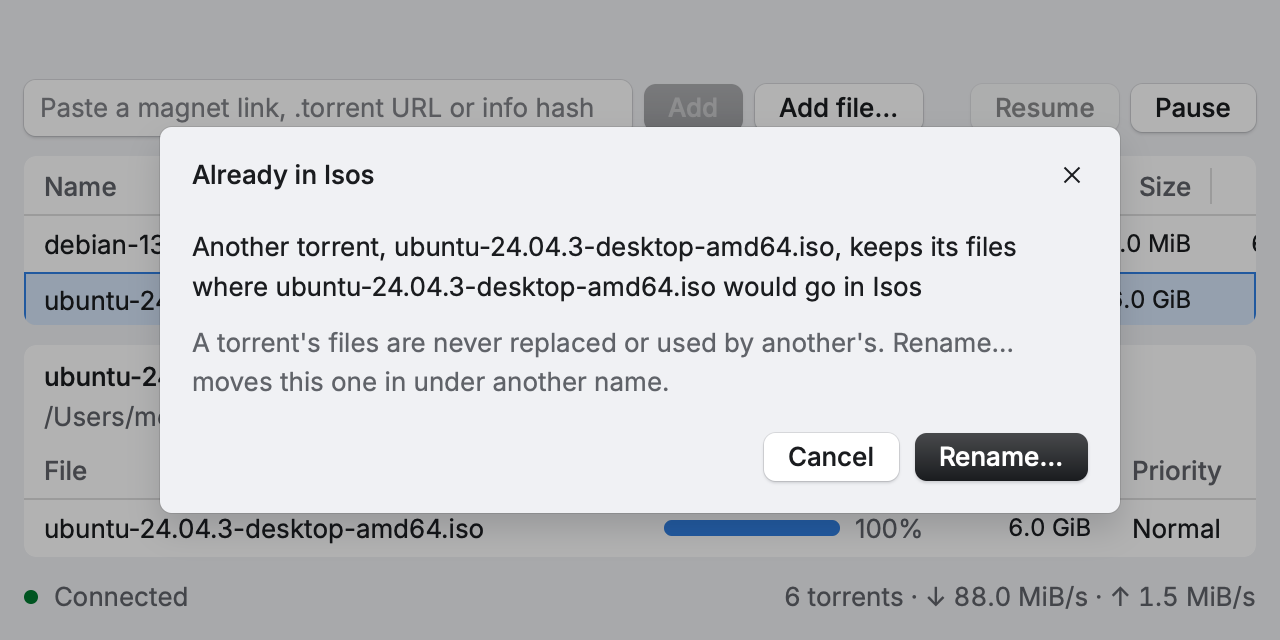 Paste a magnet link, .torrent URL or info hash
Add
Add file...
Resume
Pause
Already in Isos
Name
Size
debian-13
.0 MiB
Another torrent, ubuntu-24.04.3-desktop-amd64.iso, keeps its files
where ubuntu-24.04.3-desktop-amd64.iso would go in Isos
ubuntu-24
.0 GiB
A torrent's files are never replaced or used by another's. Rename...
moves this one in under another name.
ubuntu-24
/Users/m
Cancel
Rename...
File
Priority
ubuntu-24.04.3-desktop-amd64.iso
100%
6.0 GiB
Normal
Connected
6 torrents · ↓ 88.0 MiB/s · ↑ 1.5 MiB/s